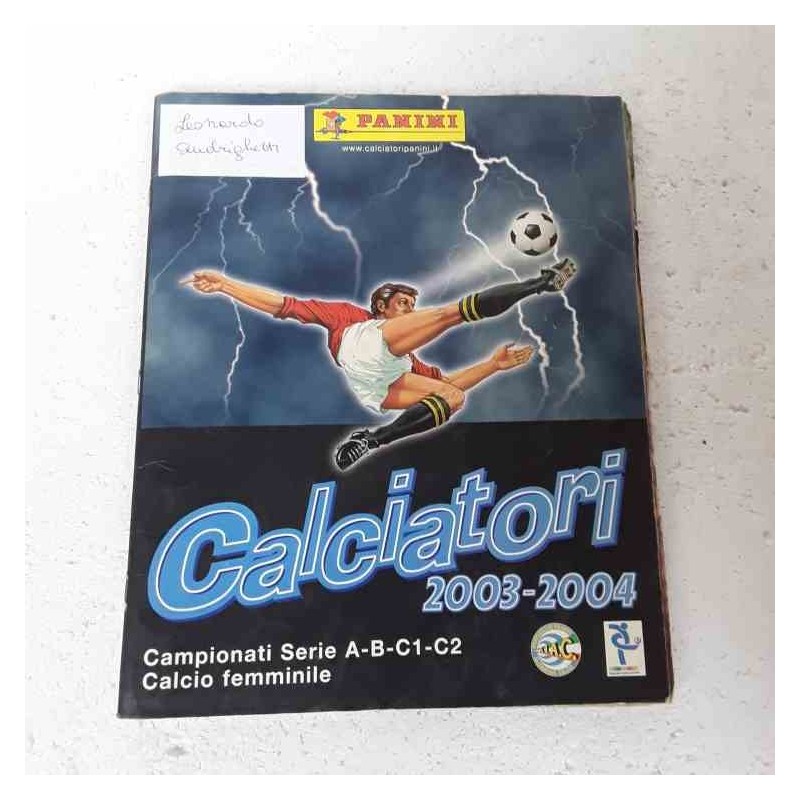 Leonardo
PANINI
www.calciatoripanini.it
Calciatori
2003-2004
Campionati Serie A-B-C1-C2
Calcio femminile
A.I.C.